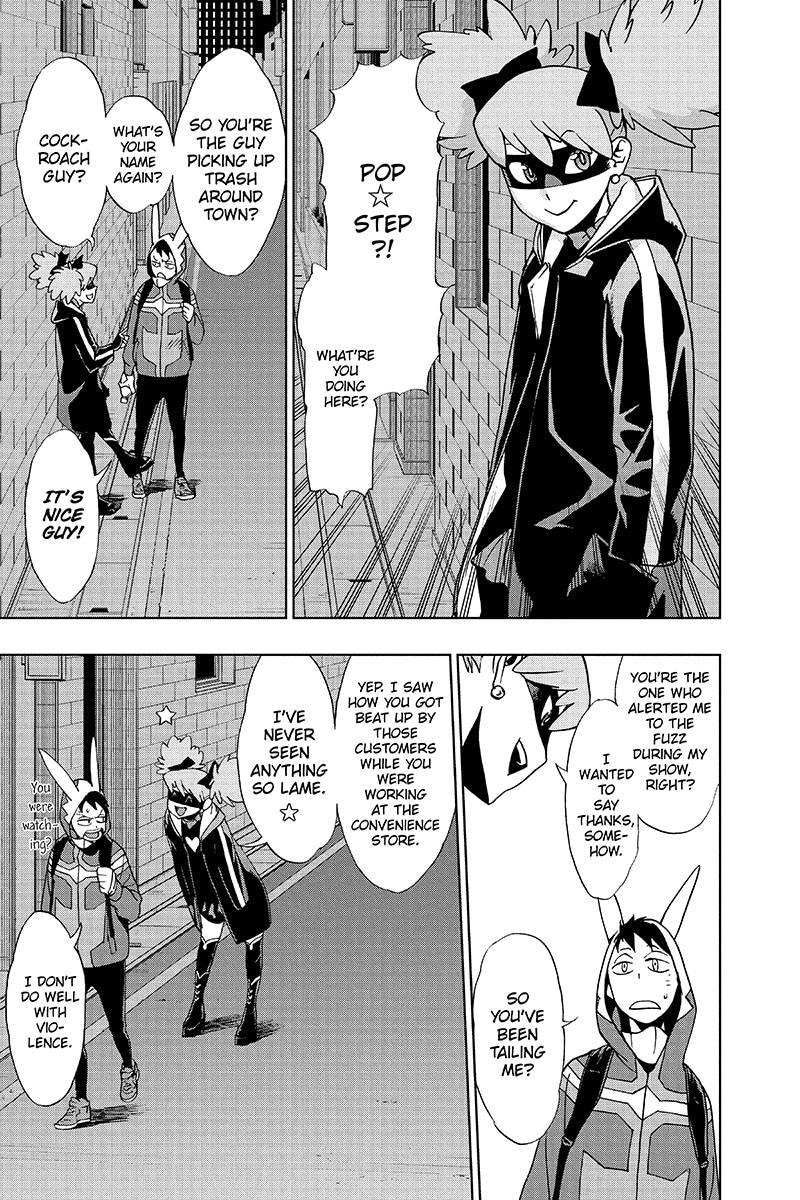 POP
☆
STEP
?!
WHAT'RE
YOU
DOING
HERE?
SO YOU'RE
THE GUY
PICKING UP
TRASH
AROUND
TOWN?
WHAT'S
YOUR
NAME
AGAIN?
COCK-
ROACH
GUY?
IT'S
NICE
GUY!
YOU'RE THE
ONE WHO
ALERTED ME
TO THE
FUZZ
DURING MY
SHOW,
RIGHT?
I
WANTED
TO SAY
THANKS,
SOME-
HOW.
SO
YOU'VE
BEEN
TAILING
ME?
YEP. I SAW
HOW YOU GOT
BEAT UP BY
THOSE
CUSTOMERS
WHILE YOU
WERE
WORKING
AT THE
CONVENIENCE
STORE.
I'VE
NEVER
SEEN
ANYTHING
SO LAME.
☆
You
were
watch-
ing?
I DON'T
DO WELL
WITH
VIO-
LENCE.